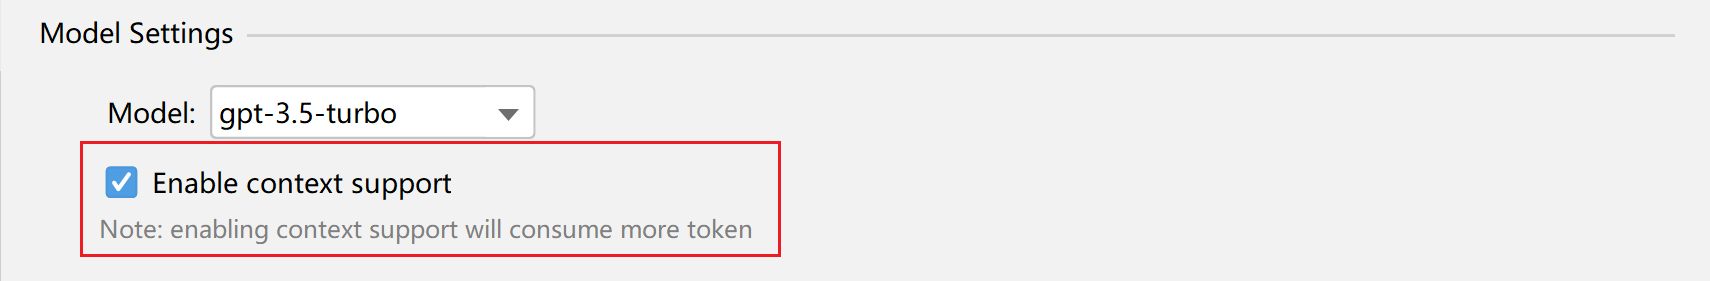 Model Settings
Model: gpt-3.5-turbo
Enable context support
Note: enabling context support will consume more token